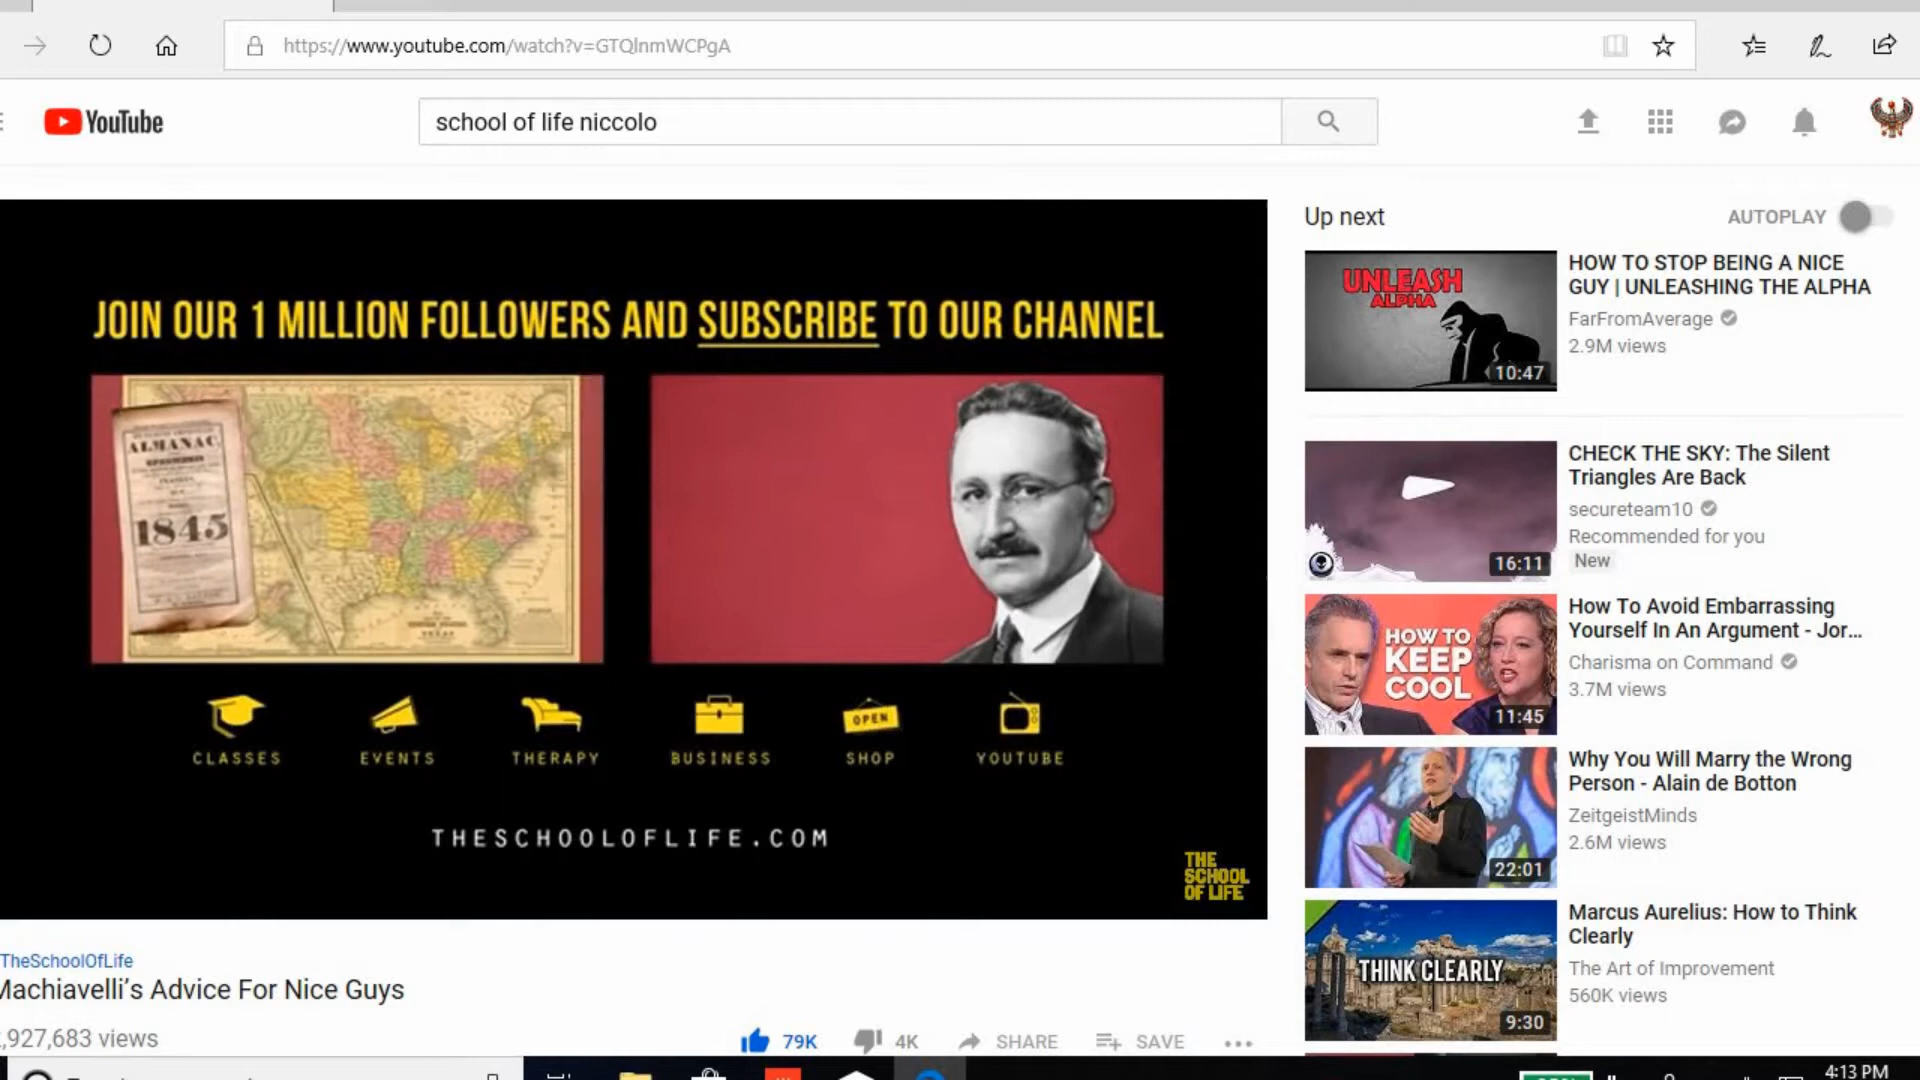 https://www.youtube.com/watch?v=GTQlnmWCPgA
YouTube
school of life niccolo
Up next
AUTOPLAY
JOIN OUR 1 MILLION FOLLOWERS AND SUBSCRIBE TO OUR CHANNEL
ALMANAC
1845
CLASSES
EVENTS
THERAPY
BUSINESS
OPEN
SHOP
YOUTUBE
THESCHOOLOFLIFE.COM
THE
SCHOOL
OF LIFE
TheSchoolOfLife
Machiavelli's Advice For Nice Guys
,927,683 views
79K
4K
SHARE
SAVE
UNLEASH
ALPHA
10:47
HOW TO STOP BEING A NICE
GUY | UNLEASHING THE ALPHA
FarFromAverage
2.9M views
16:11
CHECK THE SKY: The Silent
Triangles Are Back
secureteam10
Recommended for you
New
HOW TO
KEEP
COOL
11:45
How To Avoid Embarrassing
Yourself In An Argument - Jor...
Charisma on Command
3.7M views
22:01
Why You Will Marry the Wrong
Person - Alain de Botton
ZeitgeistMinds
2.6M views
THINK CLEARLY
9:30
Marcus Aurelius: How to Think
Clearly
The Art of Improvement
560K views
4:13 PM